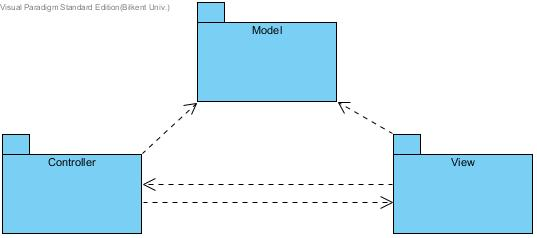 Visual Paradigm Standard Edition(Bilkent Univ.)
Model
Controller
View